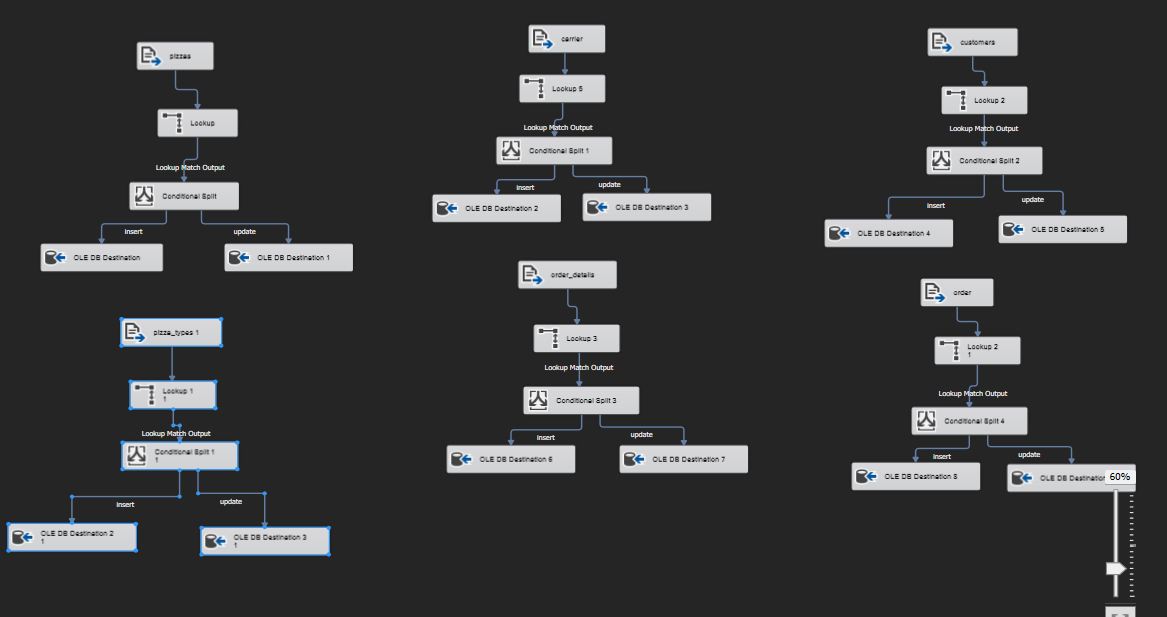 pizzas
Lookup
Lookup Match Output
Conditional Split
insert
update
OLE DB Destination
OLE DB Destination 1
carrier
Lookup 5
Lookup Match Output
Conditional Split 1
insert
update
OLE DB Destination 2
OLE DB Destination 3
customers
Lookup 2
Lookup Match Output
Conditional Split 2
insert
update
OLE DB Destination 4
OLE DB Destination 5
pizza_types 1
Lookup 1
1
Lookup Match Output
Conditional Split 1
1
insert
update
OLE DB Destination 2
1
OLE DB Destination 3
1
order_details
Lookup 3
Lookup Match Output
Conditional Split 3
insert
update
OLE DB Destination 6
OLE DB Destination 7
order
Lookup 2
1
Lookup Match Output
Conditional Split 4
insert
update
OLE DB Destination 8
OLE DB Destination
60%